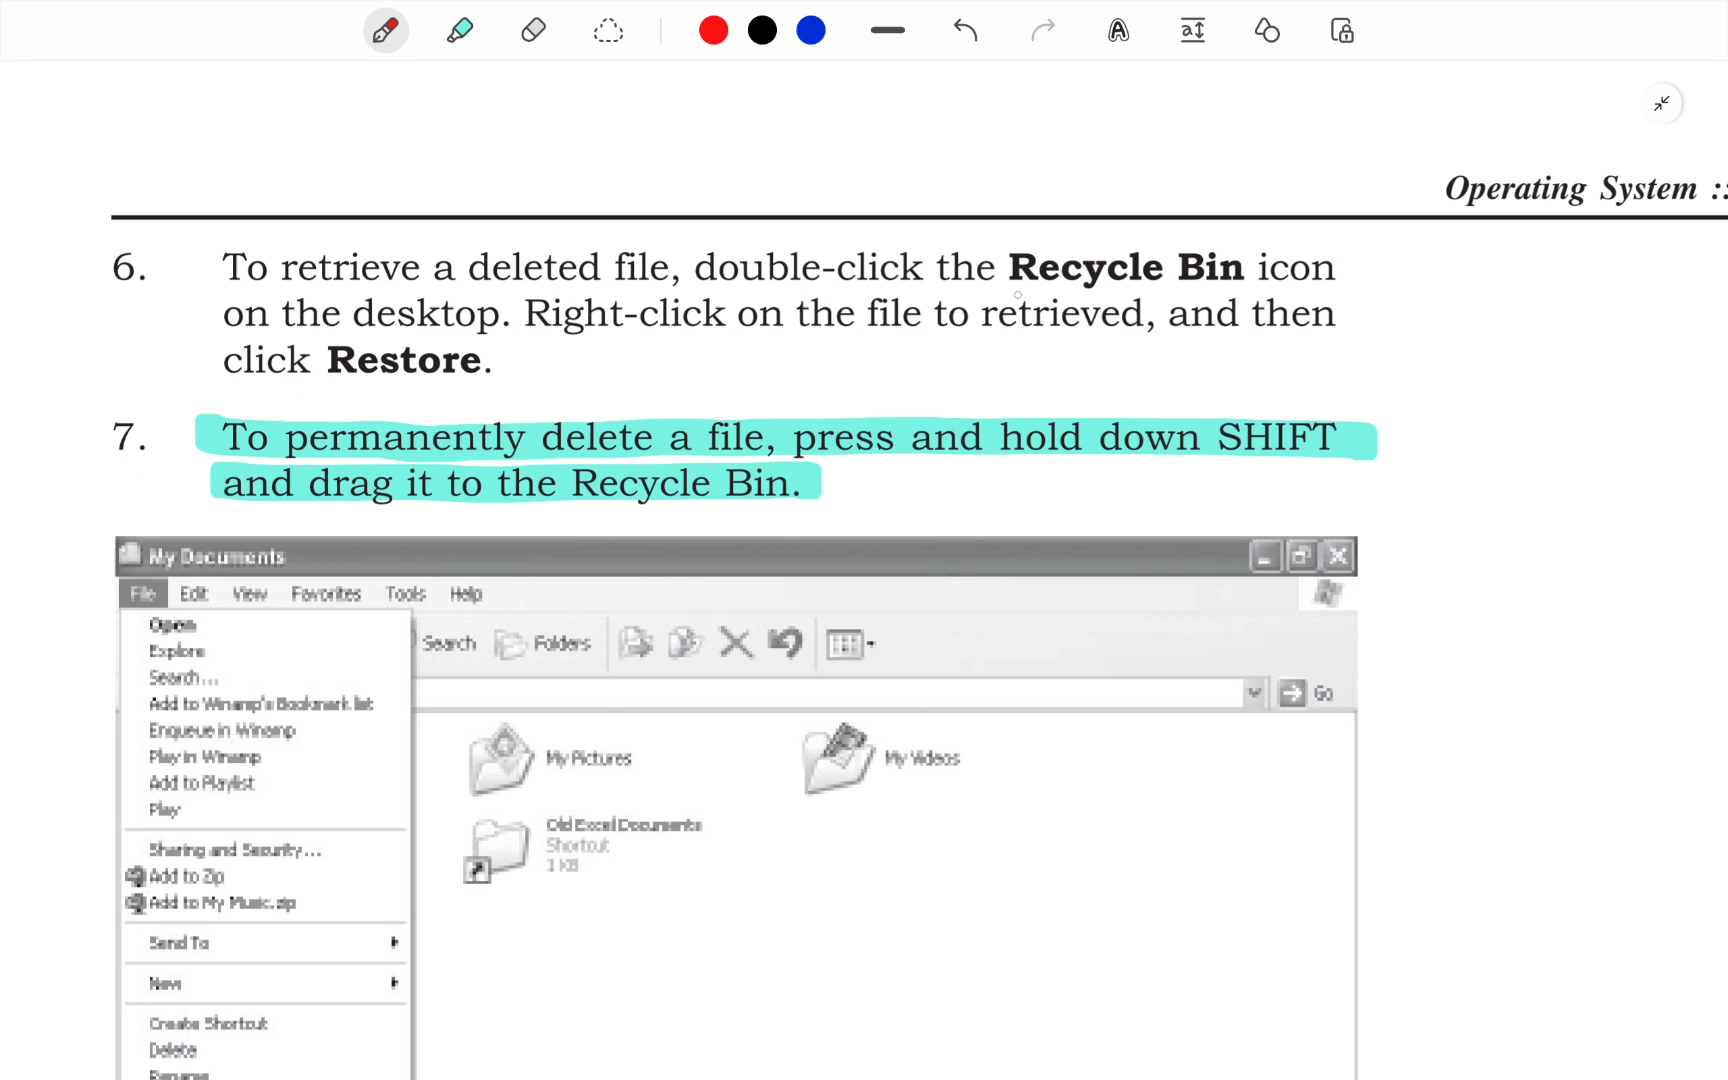 Operating System ::
6. To retrieve a deleted file, double-click the Recycle Bin icon
on the desktop. Right-click on the file to retrieved, and then
click Restore.
7. To permanently delete a file, press and hold down SHIFT
and drag it to the Recycle Bin.
My Documents
File Edit View Favorites Tools Help
Open
Explore
Search...
Add to Winamp's Bookmark list
Enqueue in Winamp
Play in Winamp
Add to Playlist
Play
Sharing and Security...
Add to Zip
Add to My Music.zip
Send To
New
Create Shortcut
Delete
Rename
Search Folders
Go
My Pictures
My Videos
Old Excel Documents
Shortcut
1 KB